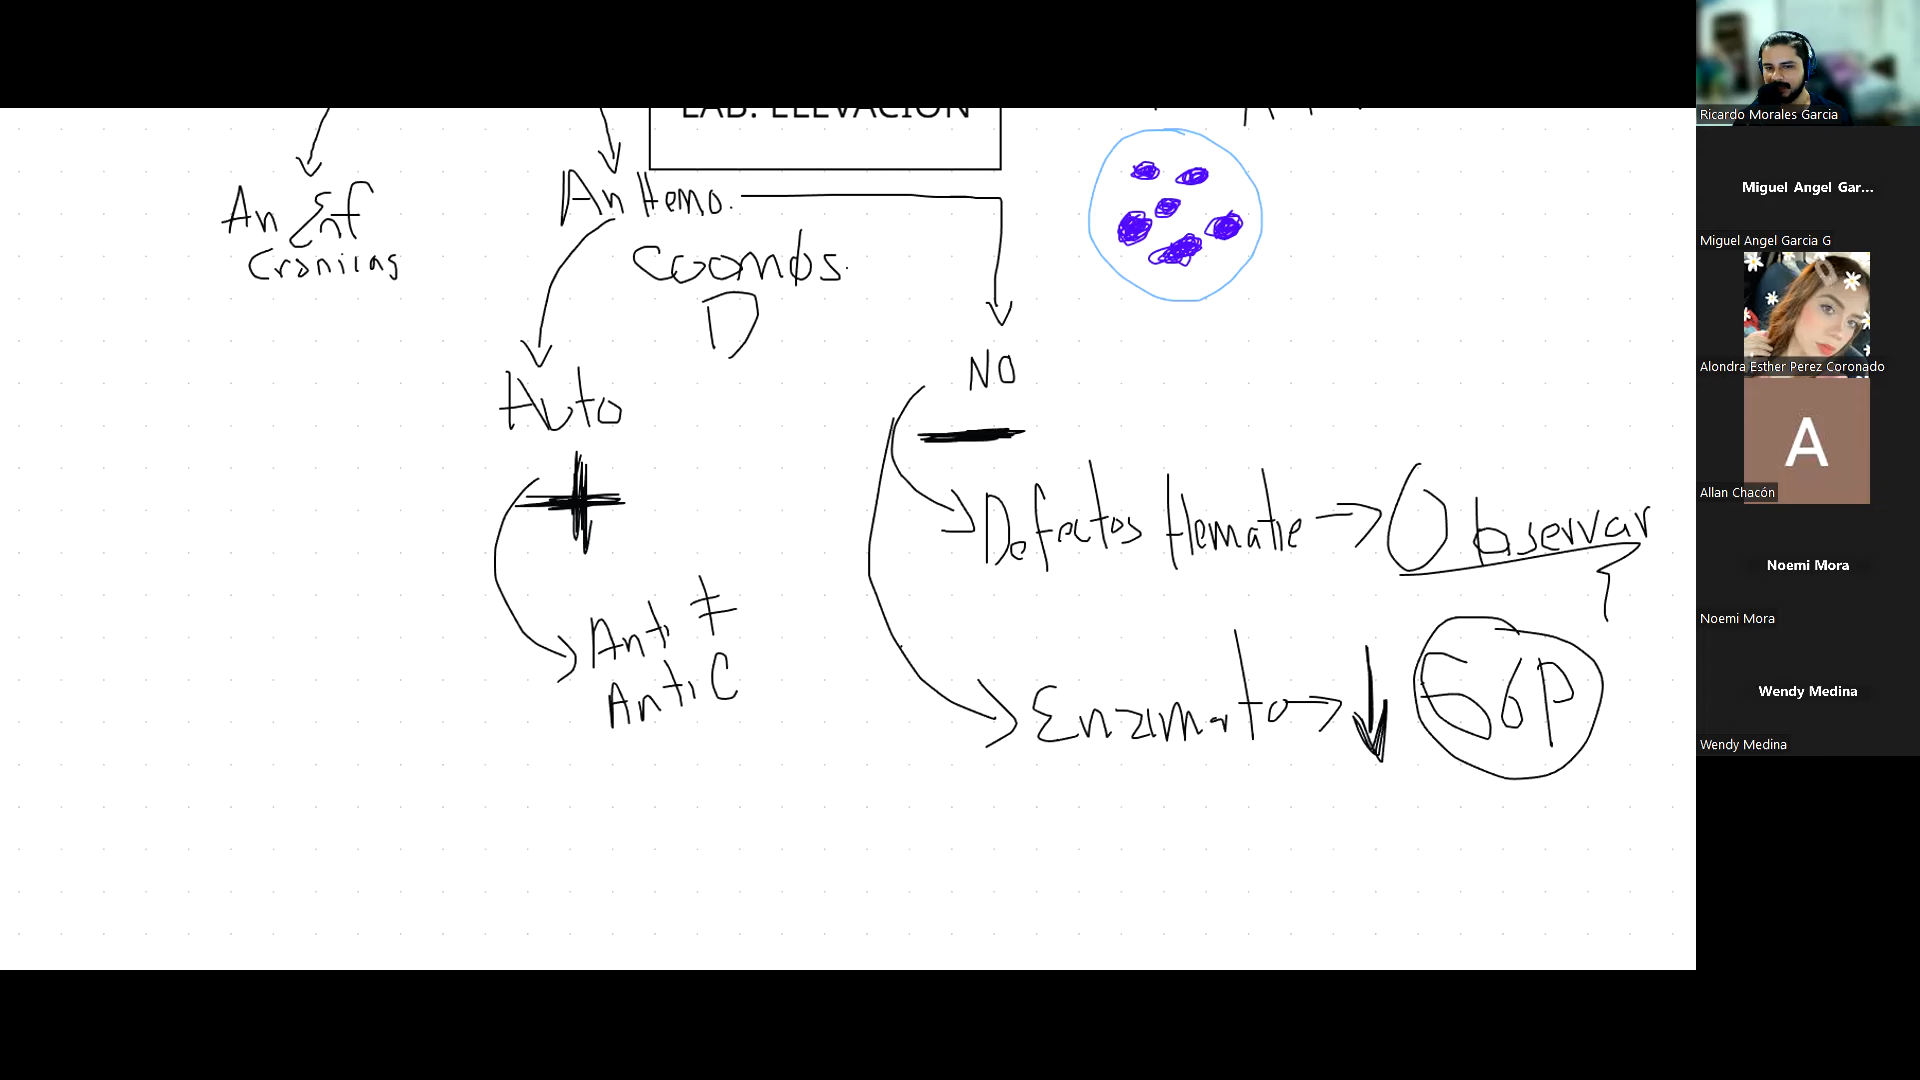 LAB. ELEVACIÓN
An Enf
Cronicas
An Hemo.
Coombs.
D
Auto
+
Anti
Anti C
NO
Defectos Hematie → Observar
Enzimato → ↓ G6P
Ricardo Morales Garcia
Miguel Angel Gar...
Miguel Angel Garcia G
Alondra Esther Perez Coronado
A
Allan Chacón
Noemi Mora
Noemi Mora
Wendy Medina
Wendy Medina